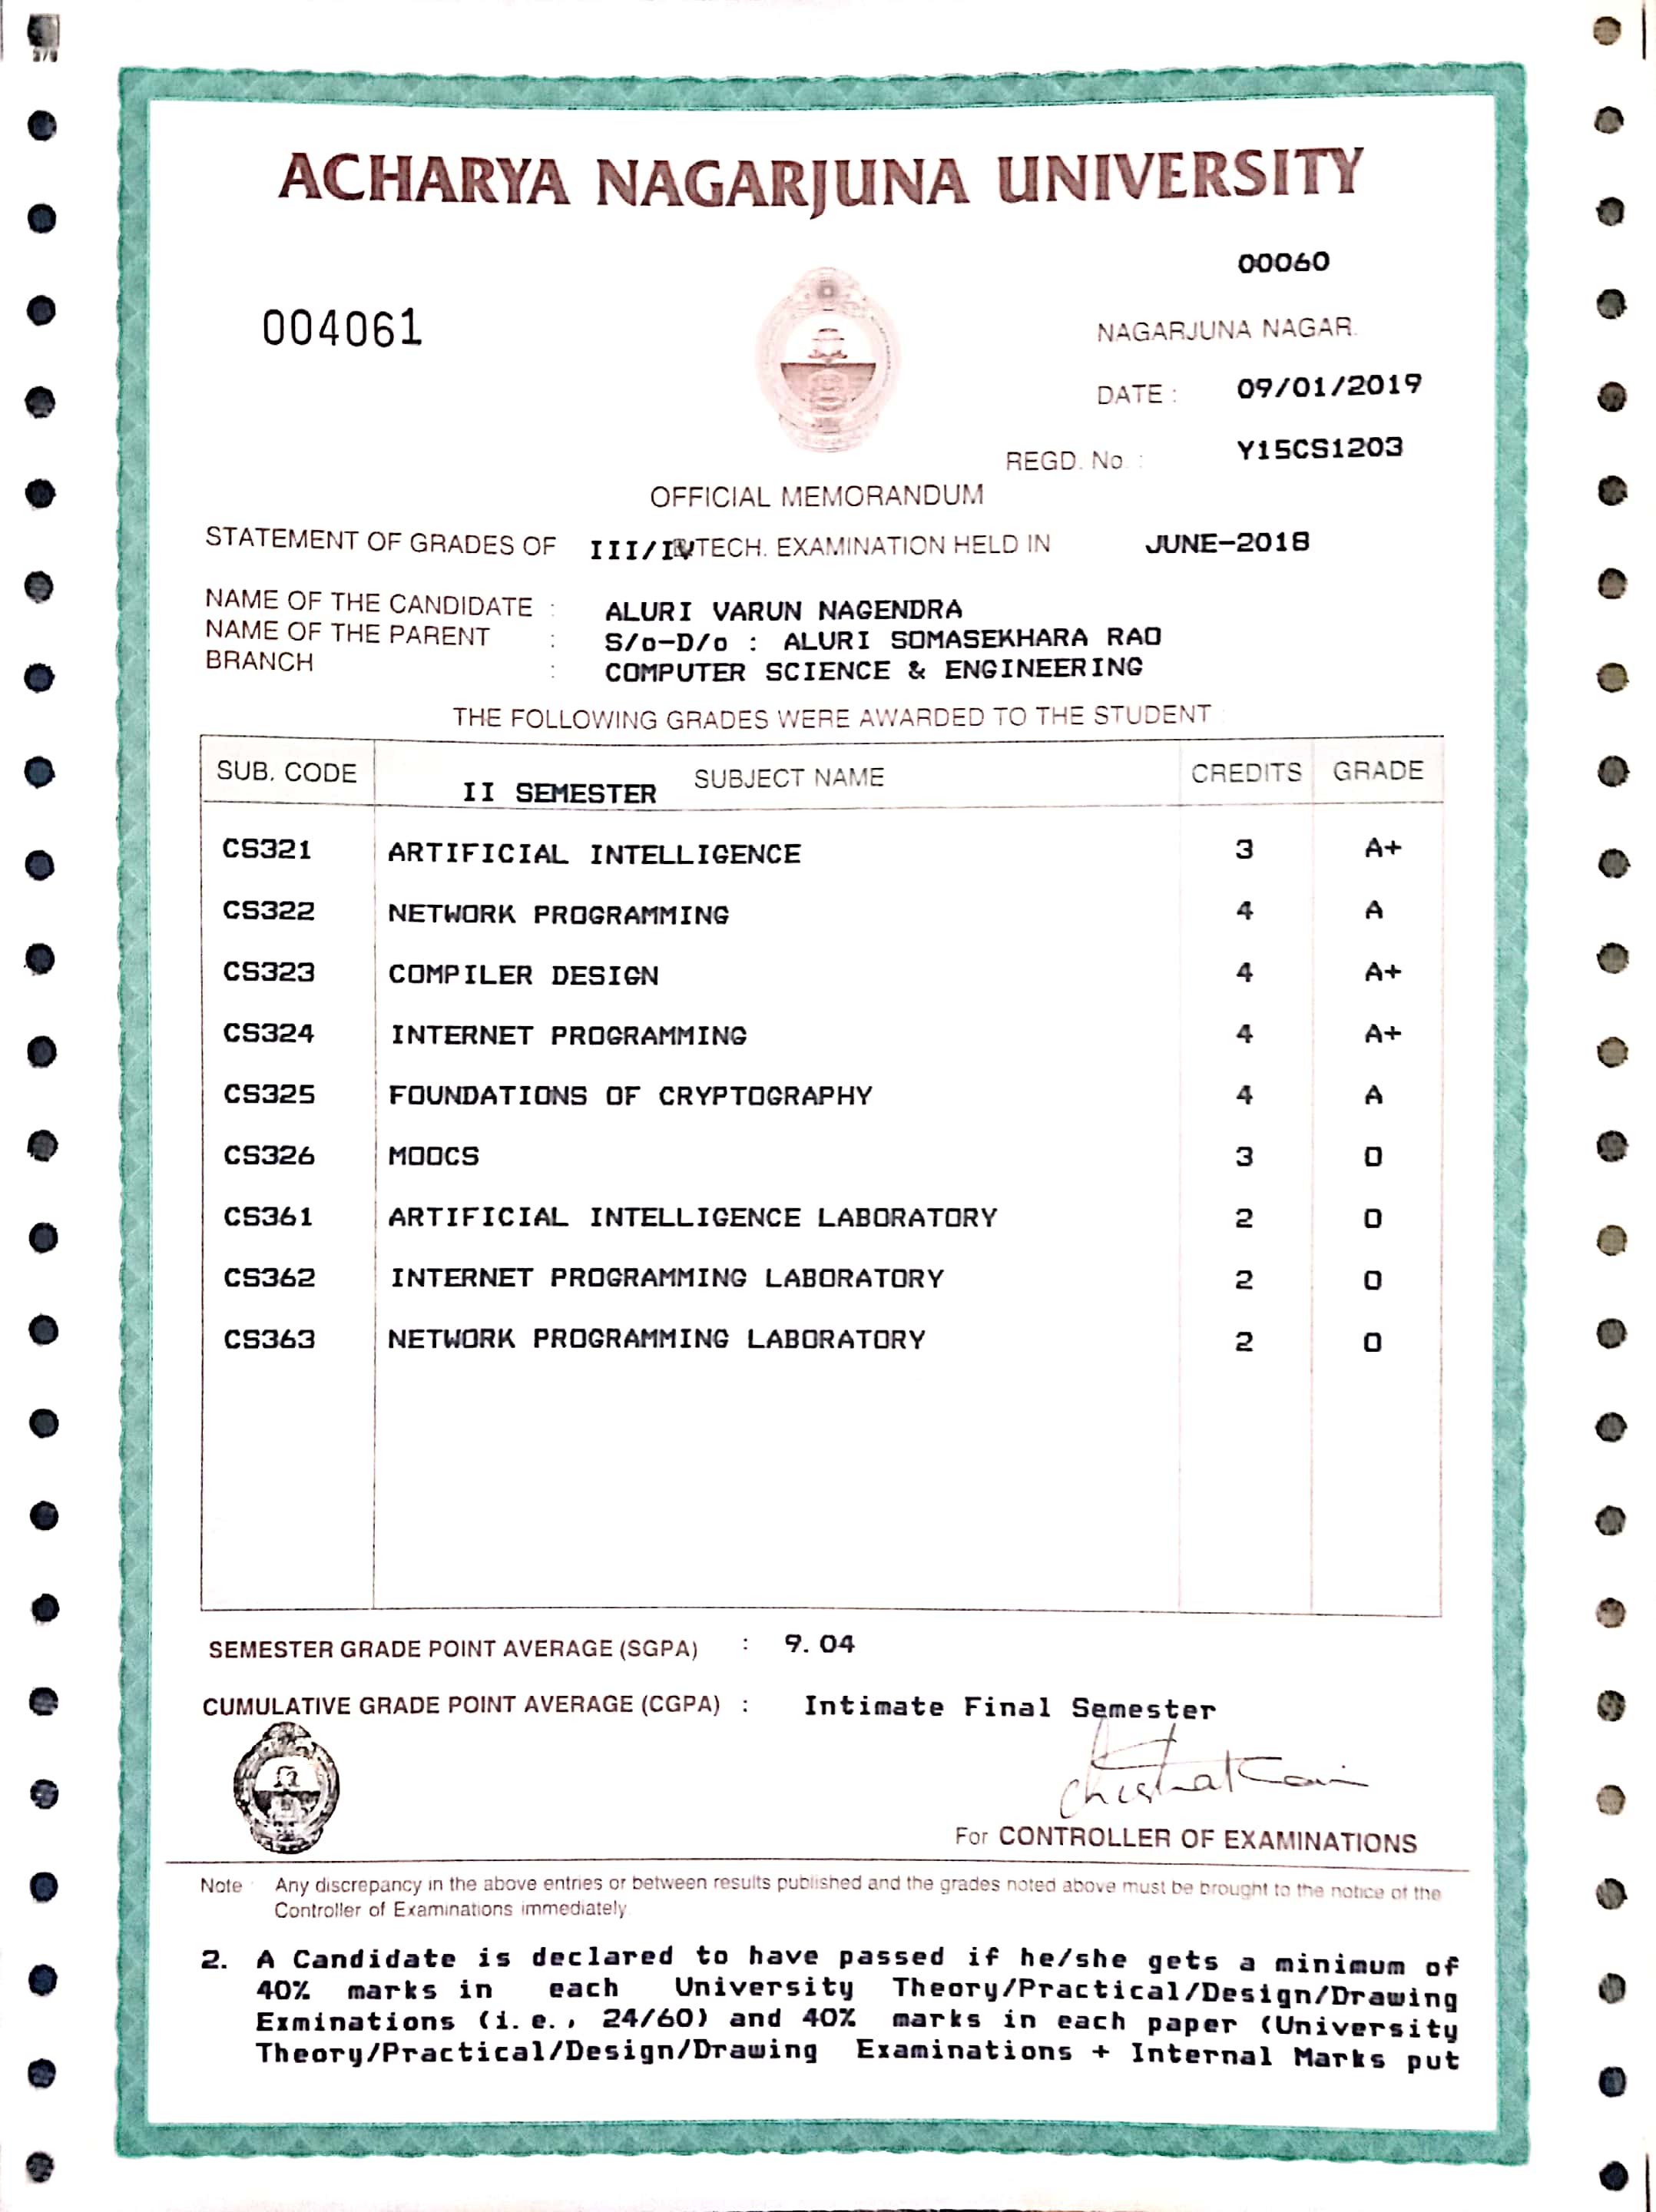 ACHARYA NAGARJUNA UNIVERSITY
00060
004061
NAGARJUNA NAGAR.
DATE : 09/01/2019
REGD. No. : Y15CS1203
OFFICIAL MEMORANDUM
STATEMENT OF GRADES OF III/IV TECH. EXAMINATION HELD IN JUNE-2018
NAME OF THE CANDIDATE : ALURI VARUN NAGENDRA
NAME OF THE PARENT : S/o-D/o : ALURI SOMASEKHARA RAO
BRANCH : COMPUTER SCIENCE & ENGINEERING
THE FOLLOWING GRADES WERE AWARDED TO THE STUDENT
SUB. CODE II SEMESTER SUBJECT NAME CREDITS GRADE
CS321 ARTIFICIAL INTELLIGENCE 3 A+
CS322 NETWORK PROGRAMMING 4 A
CS323 COMPILER DESIGN 4 A+
CS324 INTERNET PROGRAMMING 4 A+
CS325 FOUNDATIONS OF CRYPTOGRAPHY 4 A
CS326 MOOCS 3 O
CS361 ARTIFICIAL INTELLIGENCE LABORATORY 2 O
CS362 INTERNET PROGRAMMING LABORATORY 2 O
CS363 NETWORK PROGRAMMING LABORATORY 2 O
SEMESTER GRADE POINT AVERAGE (SGPA) : 9.04
CUMULATIVE GRADE POINT AVERAGE (CGPA) : Intimate Final Semester
For CONTROLLER OF EXAMINATIONS
Note : Any discrepancy in the above entries or between results published and the grades noted above must be brought to the notice of the
Controller of Examinations immediately
2. A Candidate is declared to have passed if he/she gets a minimum of
40% marks in each University Theory/Practical/Design/Drawing
Exminations (i.e., 24/60) and 40% marks in each paper (University
Theory/Practical/Design/Drawing Examinations + Internal Marks put